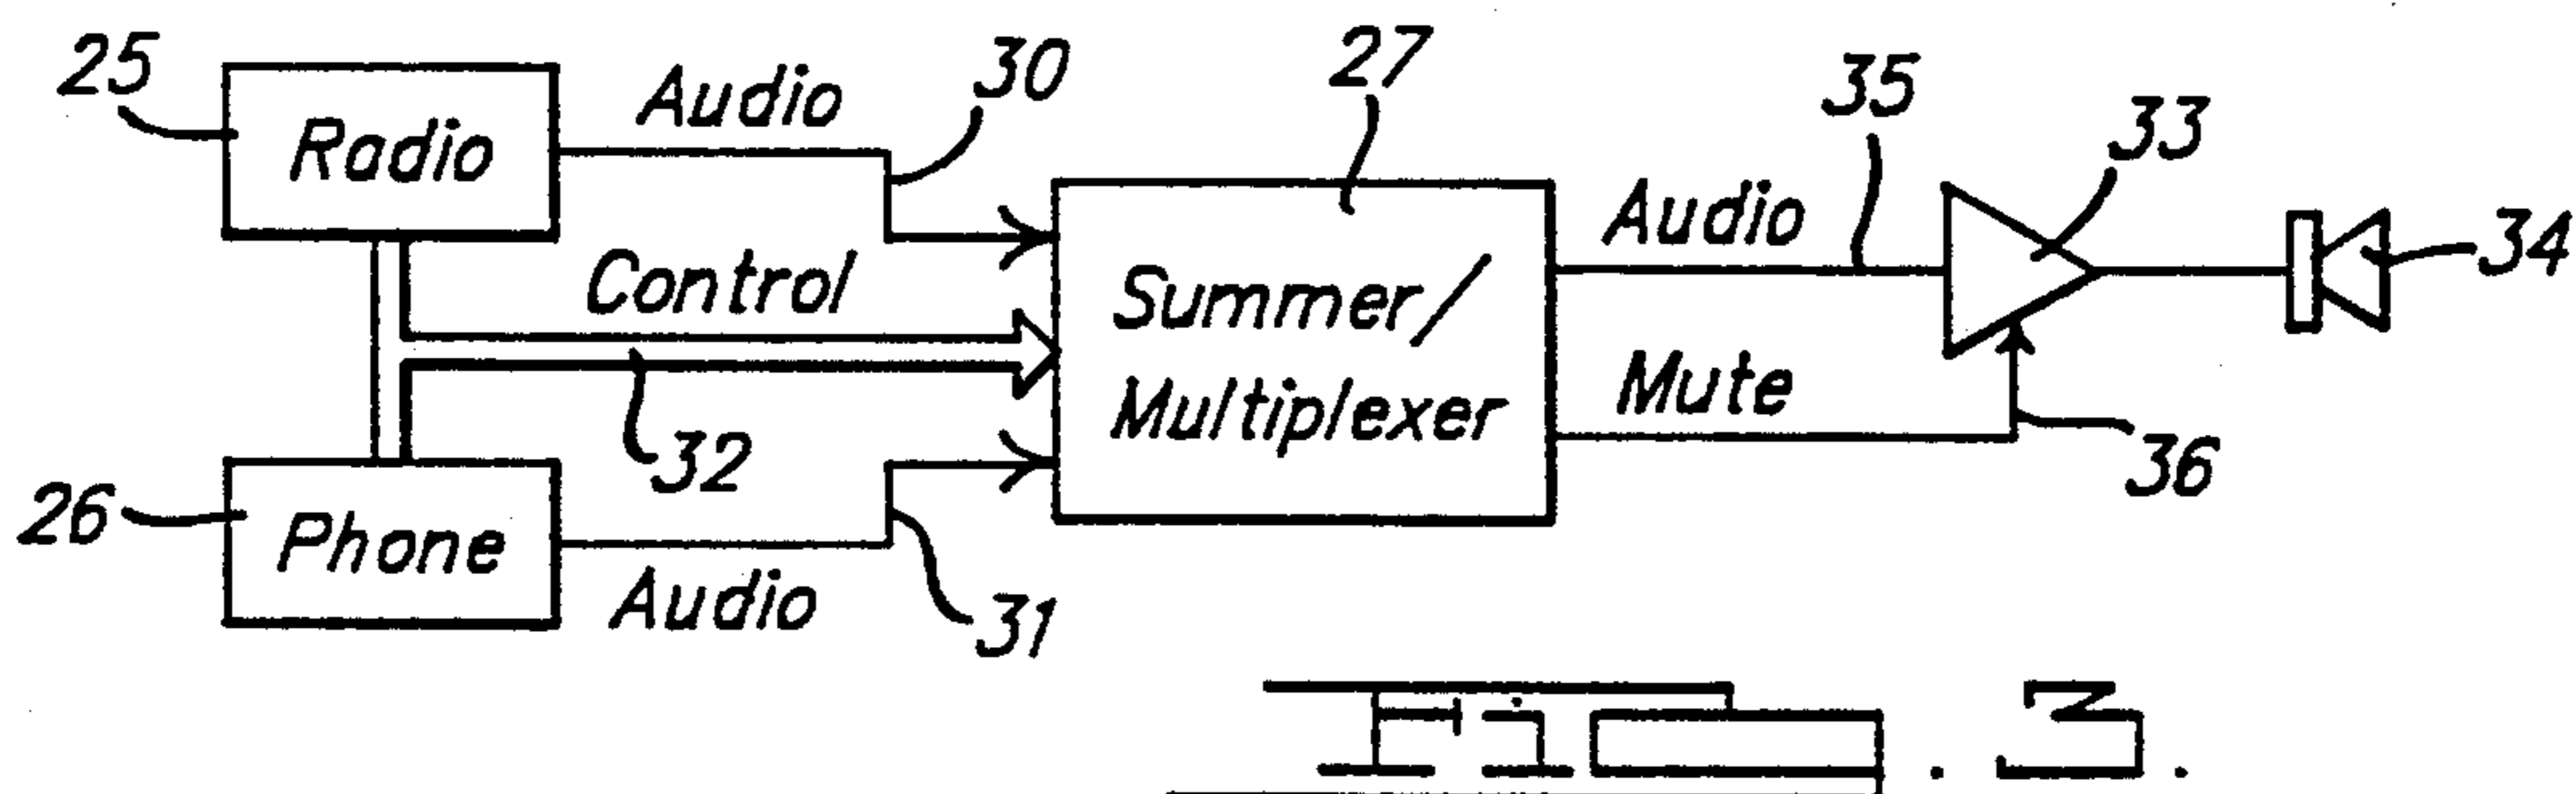 25
Radio
Audio
30
27
35
33
34
Control
Summer/
Multiplexer
Audio
Mute
32
36
26
Phone
Audio
31
Fig. 3.